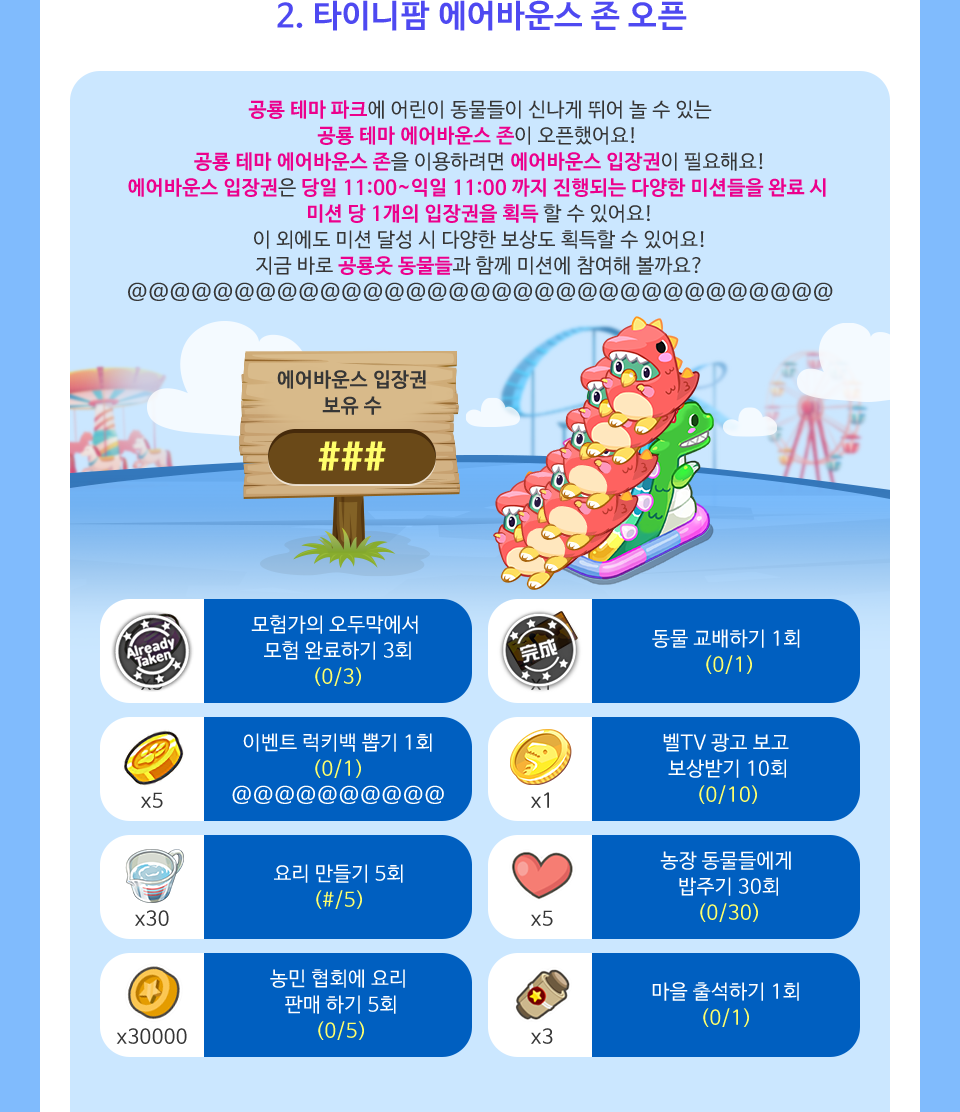 2. 타이니팜 에어바운스 존 오픈
공룡 테마 파크에 어린이 동물들이 신나게 뛰어 놀 수 있는
공룡 테마 에어바운스 존이 오픈했어요!
공룡 테마 에어바운스 존을 이용하려면 에어바운스 입장권이 필요해요!
에어바운스 입장권은 당일 11:00~익일 11:00 까지 진행되는 다양한 미션들을 완료 시
미션 당 1개의 입장권을 획득 할 수 있어요!
이 외에도 미션 달성 시 다양한 보상도 획득할 수 있어요!
지금 바로 공룡옷 동물들과 함께 미션에 참여해 볼까요?
@@@@@@@@@@@@@@@@@@@@@@@@@@@@@@@@@
에어바운스 입장권
보유 수
###
Already
Taken
모험가의 오두막에서
모험 완료하기 3회
(0/3)
完成
동물 교배하기 1회
(0/1)
x5
이벤트 럭키백 뽑기 1회
(0/1)
@@@@@@@@@@
x1
벨TV 광고 보고
보상받기 10회
(0/10)
x30
요리 만들기 5회
(#/5)
x5
농장 동물들에게
밥주기 30회
(0/30)
x30000
농민 협회에 요리
판매 하기 5회
(0/5)
x3
마을 출석하기 1회
(0/1)